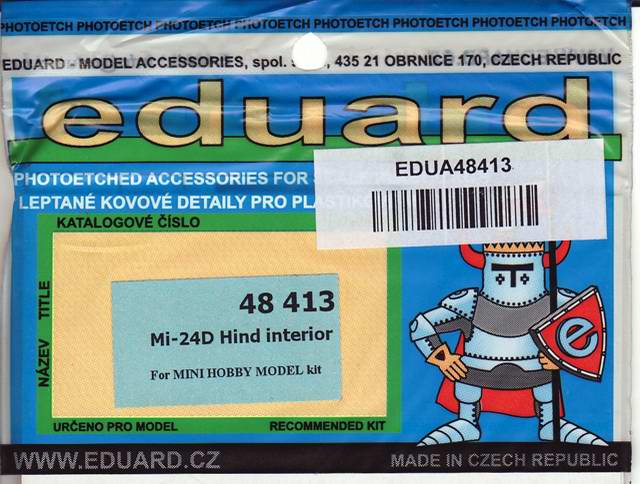 PHOTOETCH PHOTOETCH PHOTOETCH PHOTOETCH PHOTOETCH PHOTOETCH PHOTOETCH PHOTOETCH PHOTOETCH
EDUARD - MODEL ACCESSORIES, spol. , 435 21 OBRNICE 170, CZECH REPUBLIC
eduard
EDUA48413
PHOTOETCHED ACCESSORIES FOR
LEPTANÉ KOVOVÉ DETAILY PRO
KATALOGOVÉ ČÍSLO
NÁZEV TITLE
48 413
Mi-24D Hind interior
For MINI HOBBY MODEL kit
URČENO PRO MODEL RECOMMENDED KIT
e
WWW.EDUARD.CZ MADE IN CZECH REPUBLIC